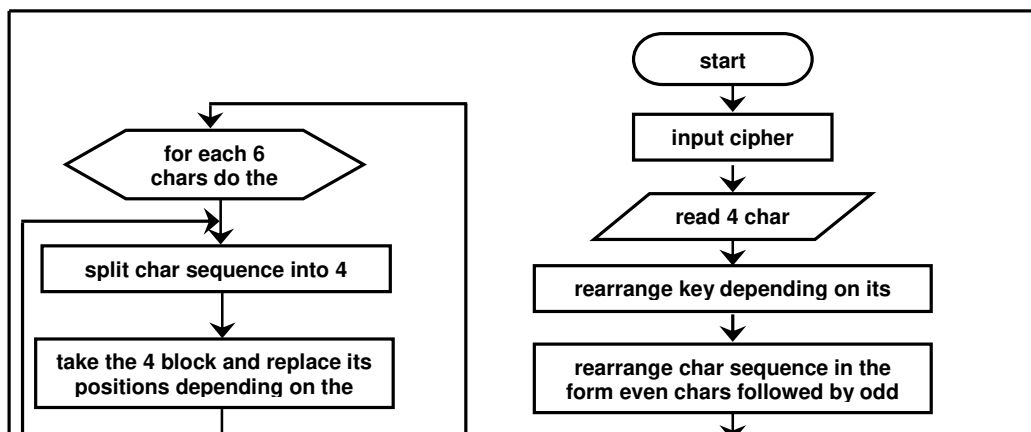 start
input cipher
read 4 char
rearrange key depending on its
rearrange char sequence in the
form even chars followed by odd
for each 6
chars do the
split char sequence into 4
take the 4 block and replace its
positions depending on the